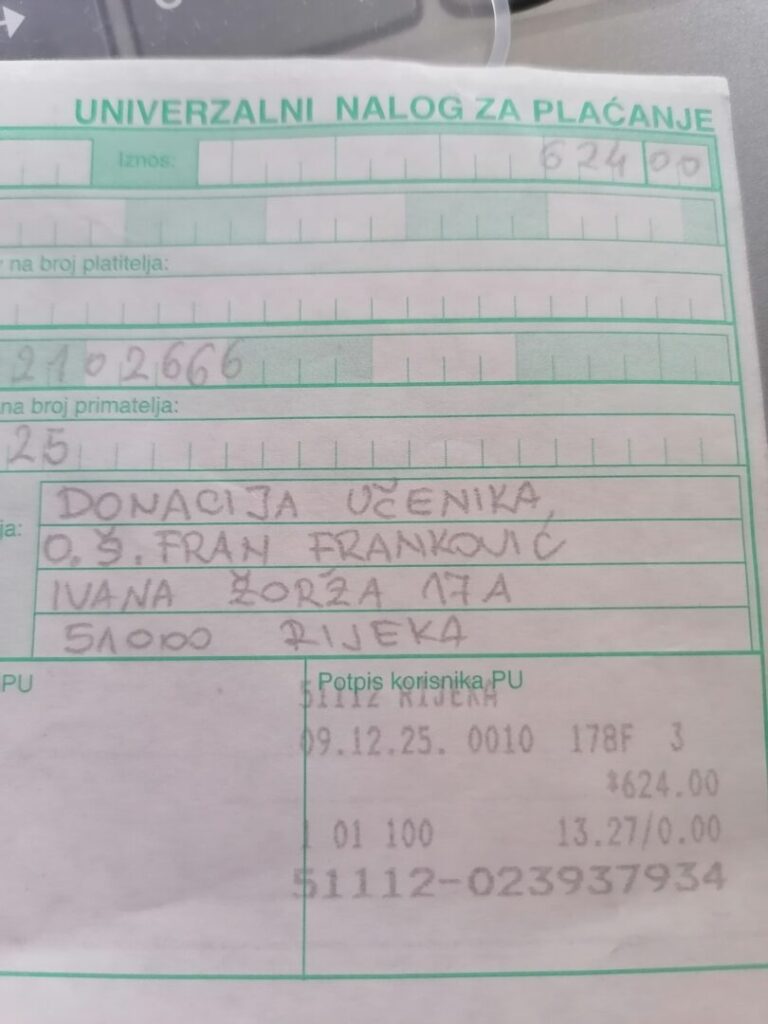 UNIVERZALNI NALOG ZA PLAĆANJE
Iznos: 624 00
na broj platitelja:
2102666
na broj primatelja:
25
ja:
DONACIJA UČENIKA,
O.Š. FRAN FRANKOVIĆ
IVANA ŽORŽA 17A
51000 RIJEKA
PU
Potpis korisnika PU
51112 RIJEKA
09.12.25. 0010 178F 3
*624.00
1 01 100 13.27/0.00
51112-023937934